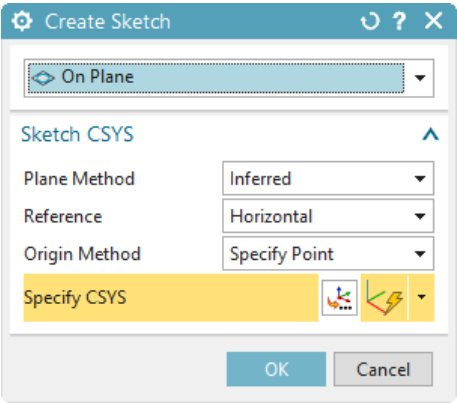 Create Sketch ?
On Plane
Sketch CSYS
Plane Method Inferred
Reference Horizontal
Origin Method Specify Point
Specify CSYS
OK Cancel